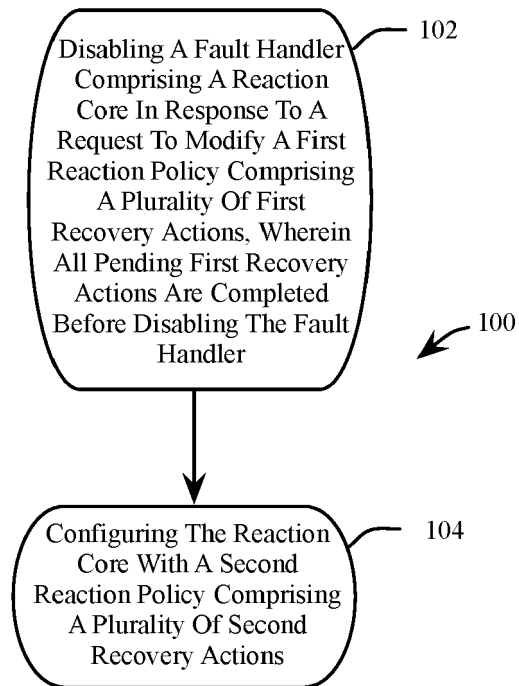 Disabling A Fault Handler
Comprising A Reaction
Core In Response To A
Request To Modify A First
Reaction Policy Comprising
A Plurality Of First
Recovery Actions, Wherein
All Pending First Recovery
Actions Are Completed
Before Disabling The Fault
Handler
102
100
Configuring The Reaction
Core With A Second
Reaction Policy Comprising
A Plurality Of Second
Recovery Actions
104